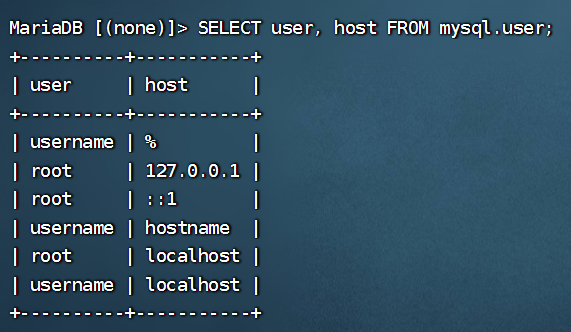 MariaDB [(none)]> SELECT user, host FROM mysql.user;
+----------+-----------+
| user     | host      |
+----------+-----------+
| username | %         |
| root     | 127.0.0.1 |
| root     | ::1       |
| username | hostname  |
| root     | localhost |
| username | localhost |
+----------+-----------+